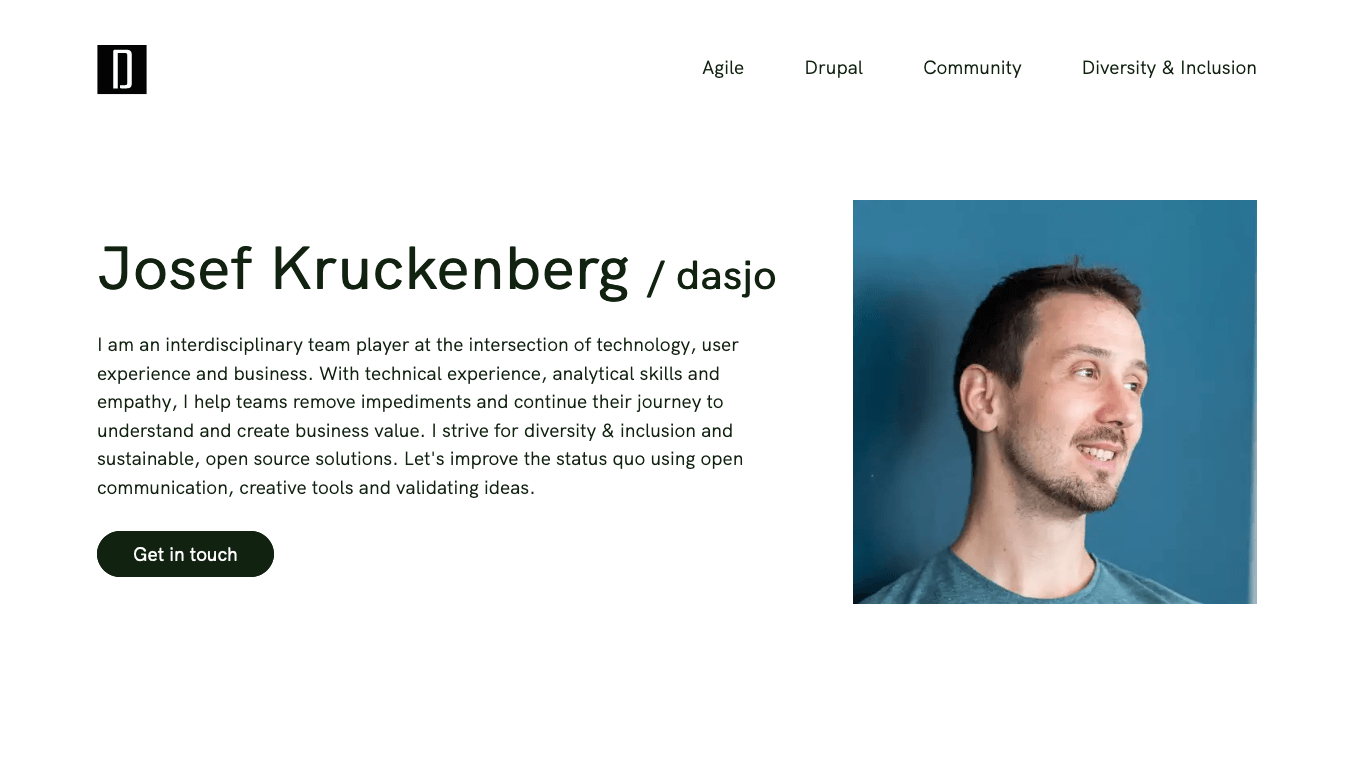 D
Agile
Drupal
Community
Diversity & Inclusion
Josef Kruckenberg / dasjo
I am an interdisciplinary team player at the intersection of technology, user
experience and business. With technical experience, analytical skills and
empathy, I help teams remove impediments and continue their journey to
understand and create business value. I strive for diversity & inclusion and
sustainable, open source solutions. Let's improve the status quo using open
communication, creative tools and validating ideas.
Get in touch